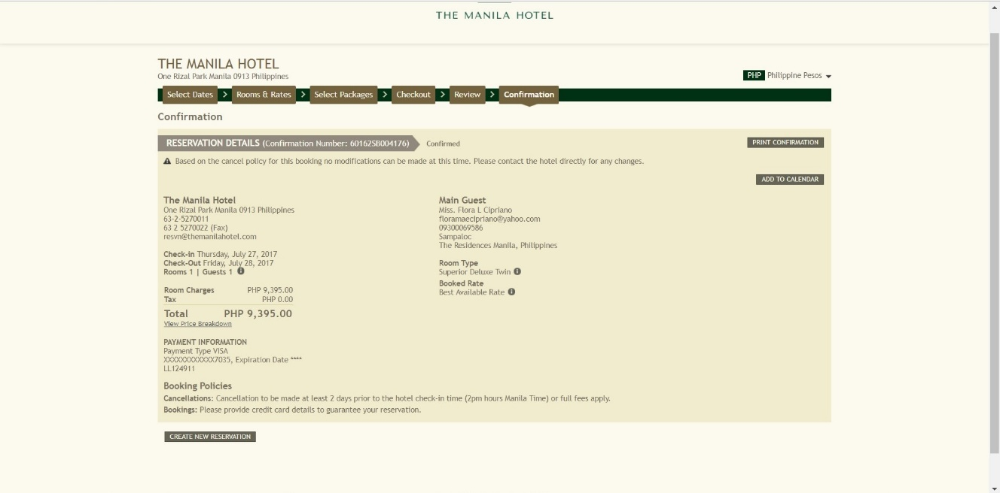 THE MANILA HOTEL
THE MANILA HOTEL
One Rizal Park Manila 0913 Philippines
PHP Philippine Pesos
Select Dates > Rooms & Rates > Select Packages > Checkout > Review > Confirmation
Confirmation
RESERVATION DETAILS (Confirmation Number: 60162SB004176) Confirmed
PRINT CONFIRMATION
Based on the cancel policy for this booking no modifications can be made at this time. Please contact the hotel directly for any changes.
ADD TO CALENDAR
The Manila Hotel
One Rizal Park Manila 0913 Philippines
63-2-5270011
63 2 5270022 (Fax)
resvn@themanilahotel.com
Check-in Thursday, July 27, 2017
Check-Out Friday, July 28, 2017
Rooms 1 | Guests 1
Room Charges PHP 9,395.00
Tax PHP 0.00
Total PHP 9,395.00
View Price Breakdown
PAYMENT INFORMATION
Payment Type VISA
XXXXXXXXXXXX7035, Expiration Date ****
LL124911
Main Guest
Miss. Flora L Cipriano
floramaecipriano@yahoo.com
09300069586
Sampaloc
The Residences Manila, Philippines
Room Type
Superior Deluxe Twin
Booked Rate
Best Available Rate
Booking Policies
Cancellations: Cancellation to be made at least 2 days prior to the hotel check-in time (2pm hours Manila Time) or full fees apply.
Bookings: Please provide credit card details to guarantee your reservation.
CREATE NEW RESERVATION